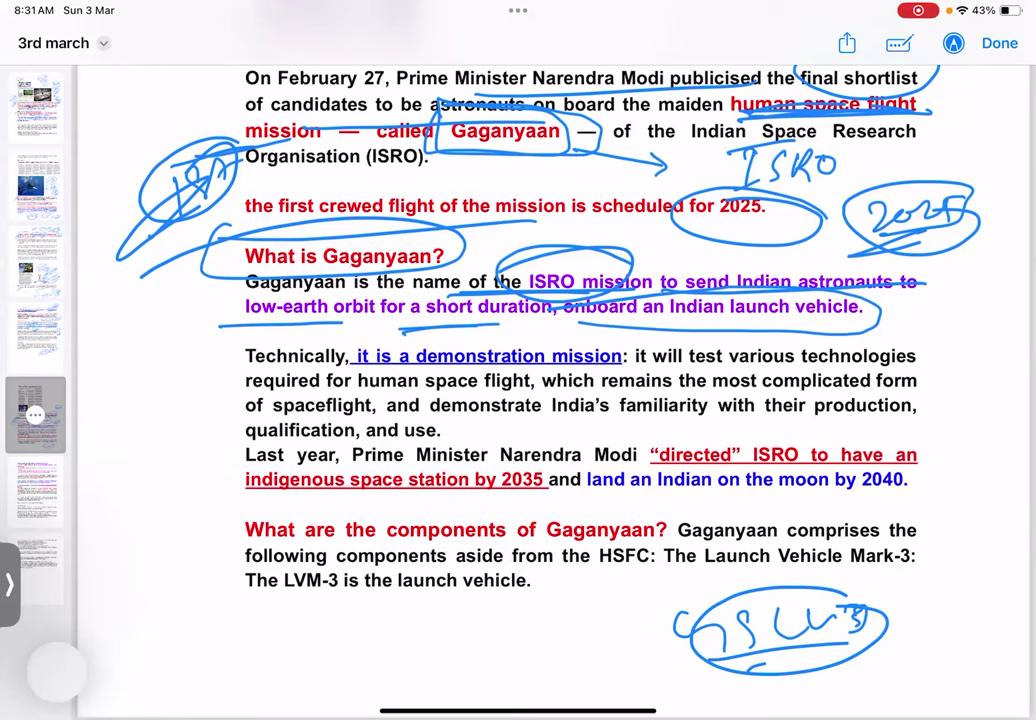 8:31 AM Sun 3 Mar
43%
3rd march
Done
On February 27, Prime Minister Narendra Modi publicised the final shortlist
of candidates to be astronauts on board the maiden human space flight
mission — called Gaganyaan — of the Indian Space Research
Organisation (ISRO).
ISRO
the first crewed flight of the mission is scheduled for 2025.
2025
What is Gaganyaan?
Gaganyaan is the name of the ISRO mission to send Indian astronauts to
low-earth orbit for a short duration, onboard an Indian launch vehicle.
Technically, it is a demonstration mission: it will test various technologies
required for human space flight, which remains the most complicated form
of spaceflight, and demonstrate India's familiarity with their production,
qualification, and use.
Last year, Prime Minister Narendra Modi “directed” ISRO to have an
indigenous space station by 2035 and land an Indian on the moon by 2040.
What are the components of Gaganyaan? Gaganyaan comprises the
following components aside from the HSFC: The Launch Vehicle Mark-3:
The LVM-3 is the launch vehicle.